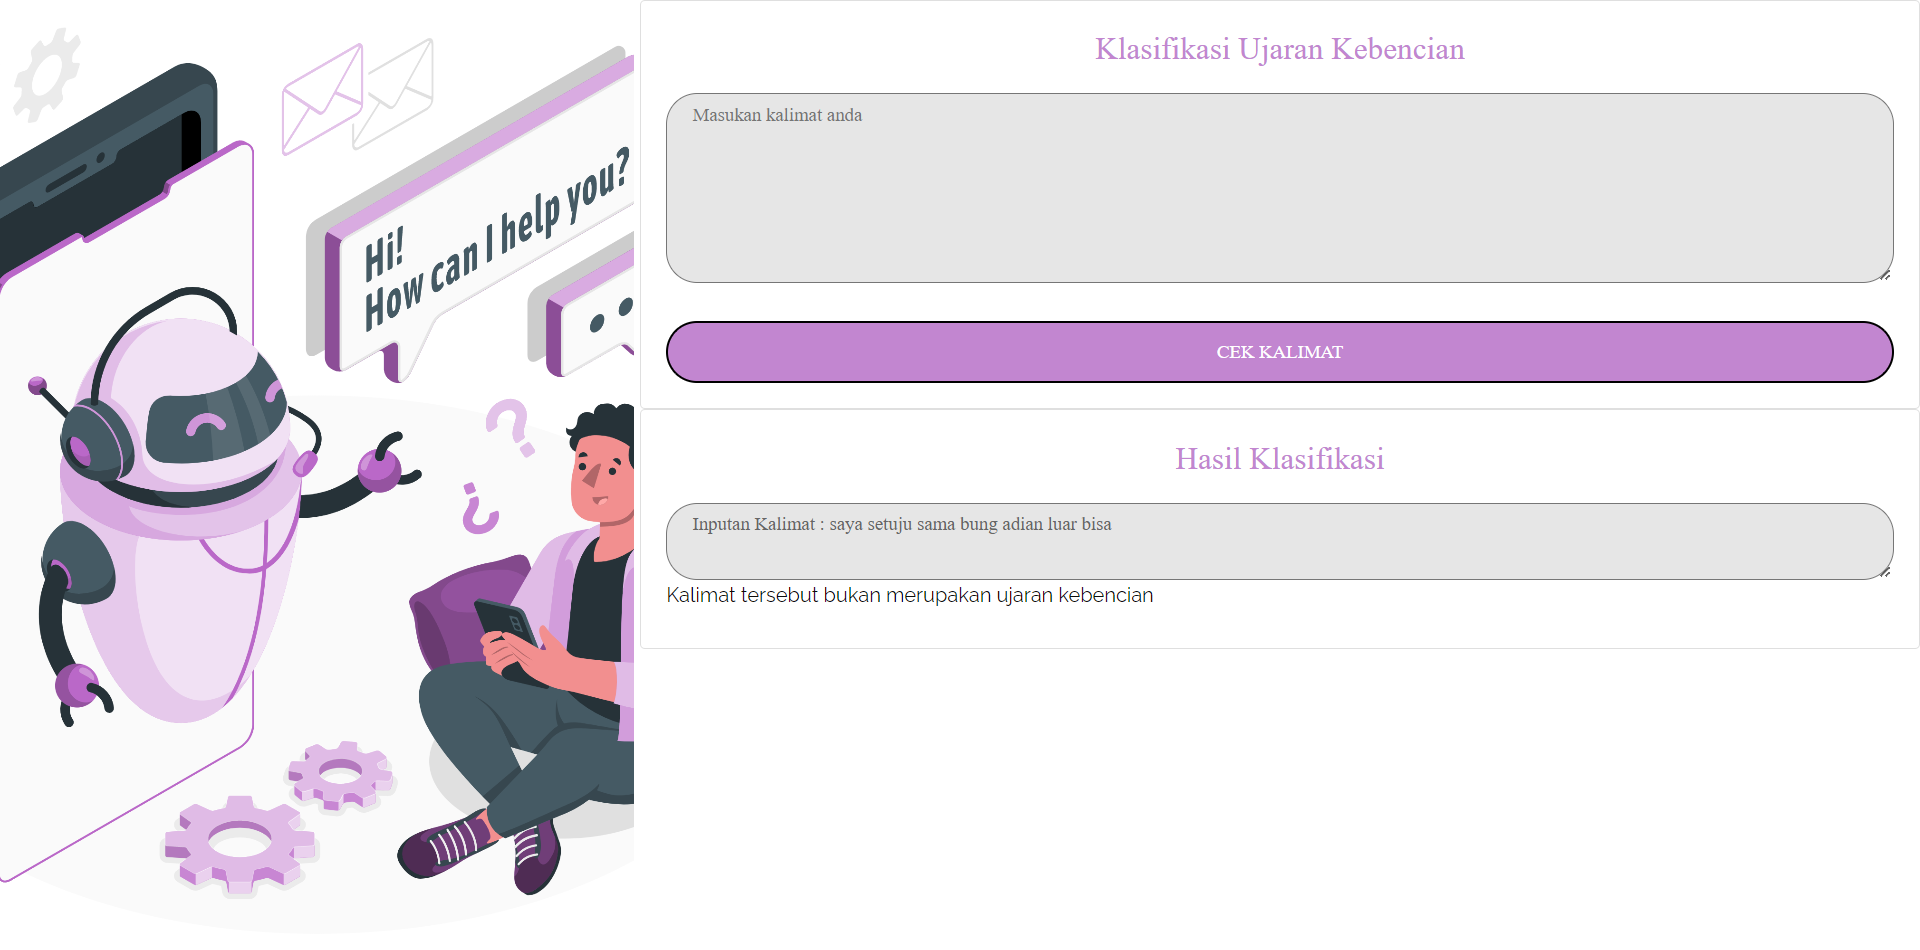 Hi!
How can I help you?
Klasifikasi Ujaran Kebencian
Masukan kalimat anda
CEK KALIMAT
Hasil Klasifikasi
Inputan Kalimat : saya setuju sama bung adian luar bisa
Kalimat tersebut bukan merupakan ujaran kebencian